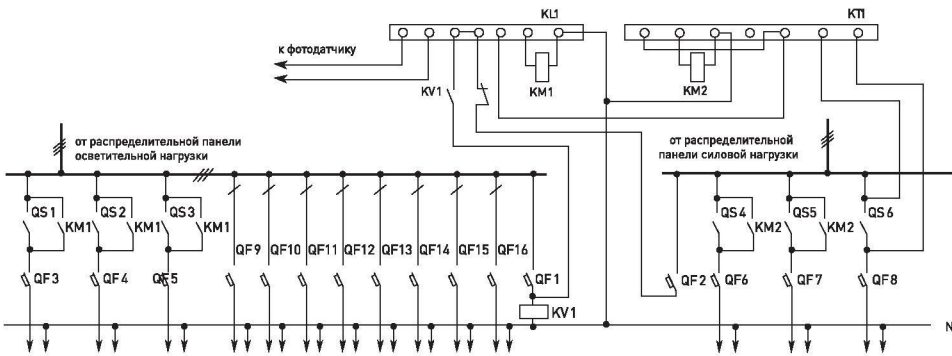 KL1 KT1
к фотодатчику
KV1 KM1 KM2
от распределительной панели
осветительной нагрузки
от распределительной
панели силовой нагрузки
QS1 QS2 QS3 QS4 QS5 QS6
KM1 KM1 KM1 KM2 KM2
QF9 QF10 QF11 QF12 QF13 QF14 QF15 QF16
QF3 QF4 QF5 QF1 QF2 QF6 QF7 QF8
KV1
N